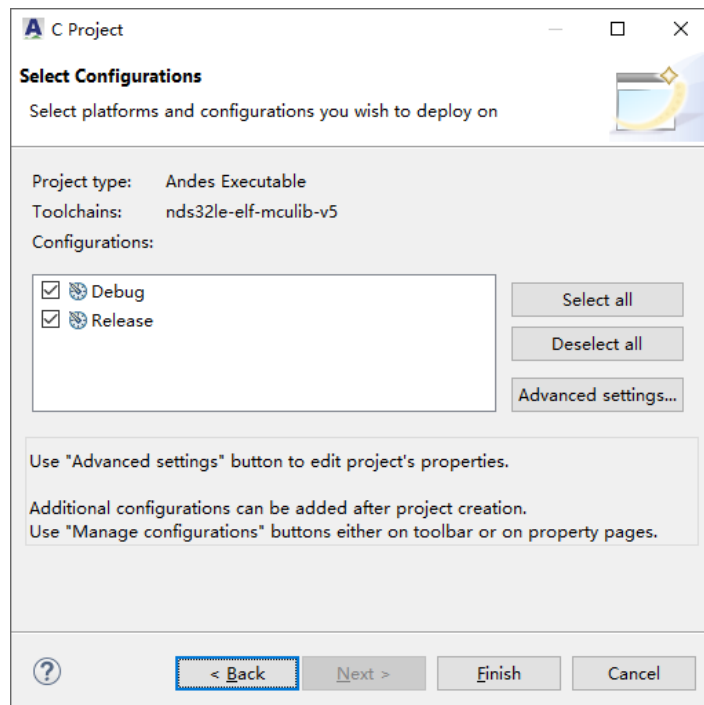 C Project
Select Configurations
Select platforms and configurations you wish to deploy on
Project type: Andes Executable
Toolchains: nds32le-elf-mculib-v5
Configurations:
Debug
Release
Select all
Deselect all
Advanced settings...
Use "Advanced settings" button to edit project's properties.
Additional configurations can be added after project creation.
Use "Manage configurations" buttons either on toolbar or on property pages.
? < Back Next > Finish Cancel